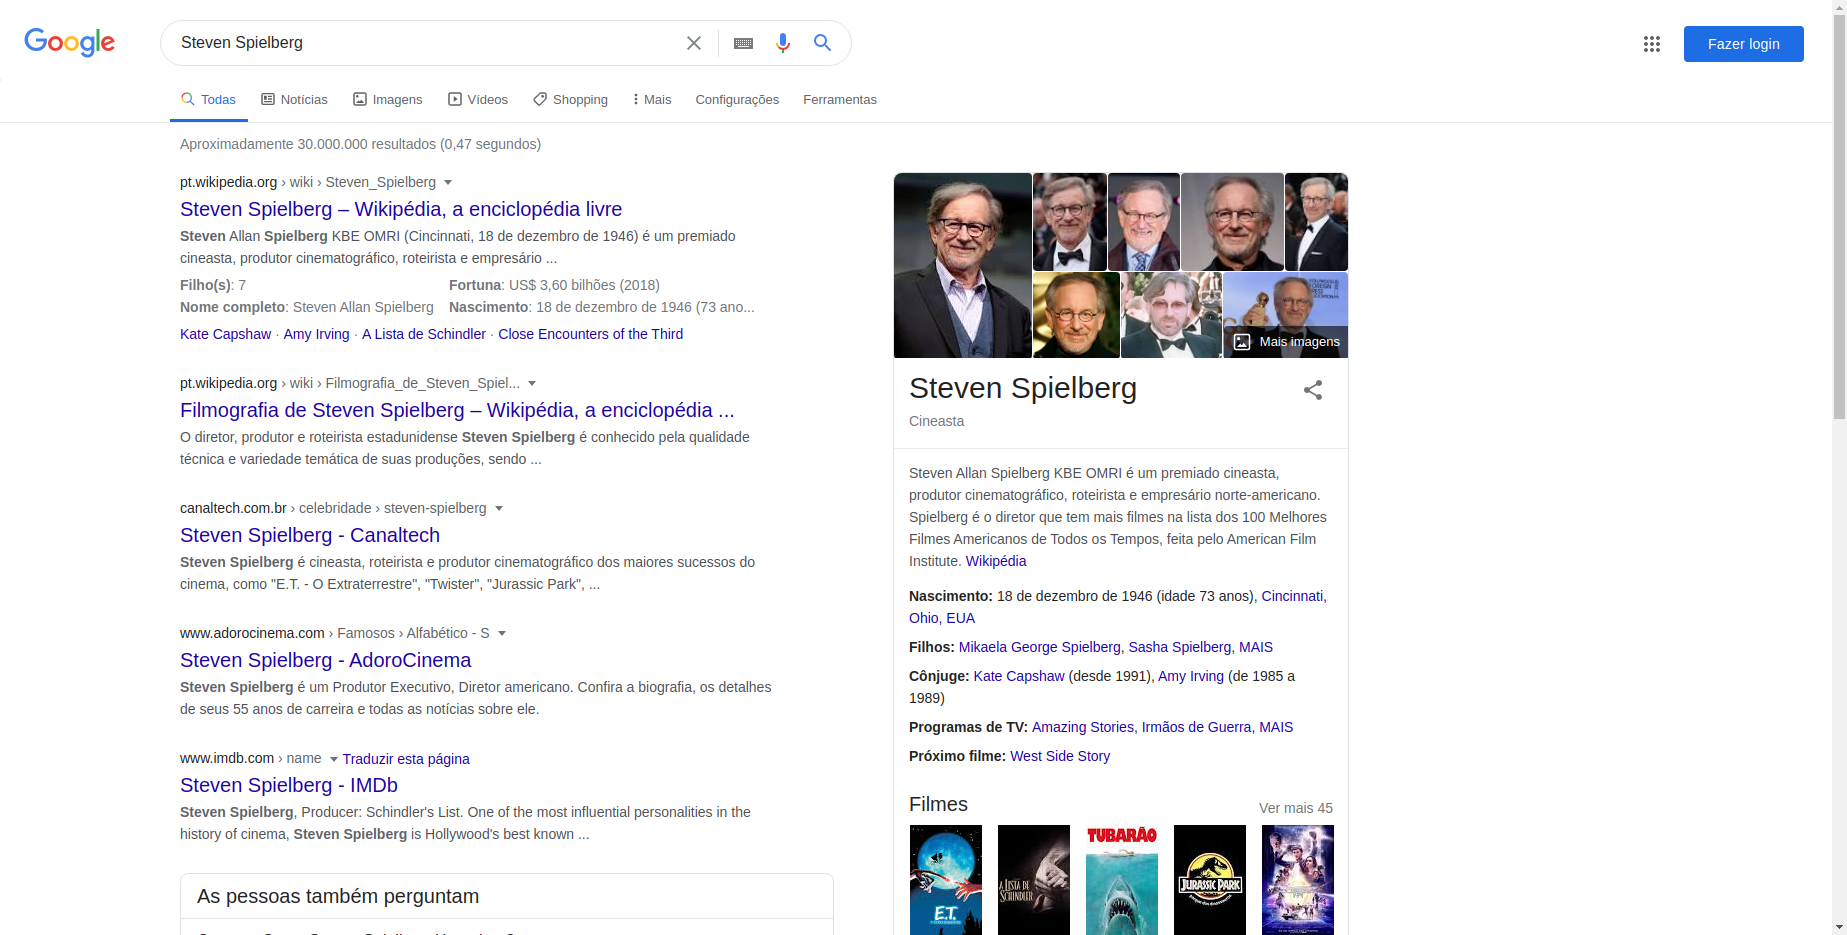 Google
Steven Spielberg
Fazer login
Todas
Notícias
Imagens
Vídeos
Shopping
Mais
Configurações
Ferramentas
Aproximadamente 30.000.000 resultados (0,47 segundos)
pt.wikipedia.org › wiki › Steven_Spielberg
Steven Spielberg – Wikipédia, a enciclopédia livre
Steven Allan Spielberg KBE OMRI (Cincinnati, 18 de dezembro de 1946) é um premiado
cineasta, produtor cinematográfico, roteirista e empresário ...
Filho(s): 7
Fortuna: US$ 3,60 bilhões (2018)
Nome completo: Steven Allan Spielberg
Nascimento: 18 de dezembro de 1946 (73 ano...
Kate Capshaw · Amy Irving · A Lista de Schindler · Close Encounters of the Third
pt.wikipedia.org › wiki › Filmografia_de_Steven_Spiel...
Filmografia de Steven Spielberg – Wikipédia, a enciclopédia ...
O diretor, produtor e roteirista estadunidense Steven Spielberg é conhecido pela qualidade
técnica e variedade temática de suas produções, sendo ...
canaltech.com.br › celebridade › steven-spielberg
Steven Spielberg - Canaltech
Steven Spielberg é cineasta, roteirista e produtor cinematográfico dos maiores sucessos do
cinema, como "E.T. - O Extraterrestre", "Twister", "Jurassic Park", ...
www.adorocinema.com › Famosos › Alfabético - S
Steven Spielberg - AdoroCinema
Steven Spielberg é um Produtor Executivo, Diretor americano. Confira a biografia, os detalhes
de seus 55 anos de carreira e todas as notícias sobre ele.
www.imdb.com › name
Traduzir esta página
Steven Spielberg - IMDb
Steven Spielberg, Producer: Schindler's List. One of the most influential personalities in the
history of cinema, Steven Spielberg is Hollywood's best known ...
As pessoas também perguntam
Mais imagens
Steven Spielberg
Cineasta
Steven Allan Spielberg KBE OMRI é um premiado cineasta,
produtor cinematográfico, roteirista e empresário norte-americano.
Spielberg é o diretor que tem mais filmes na lista dos 100 Melhores
Filmes Americanos de Todos os Tempos, feita pelo American Film
Institute. Wikipédia
Nascimento: 18 de dezembro de 1946 (idade 73 anos), Cincinnati,
Ohio, EUA
Filhos: Mikaela George Spielberg, Sasha Spielberg, MAIS
Cônjuge: Kate Capshaw (desde 1991), Amy Irving (de 1985 a
1989)
Programas de TV: Amazing Stories, Irmãos de Guerra, MAIS
Próximo filme: West Side Story
Filmes
Ver mais 45
E.T.
A LISTA DE
SCHINDLER
TUBARÃO
JURASSIC PARK